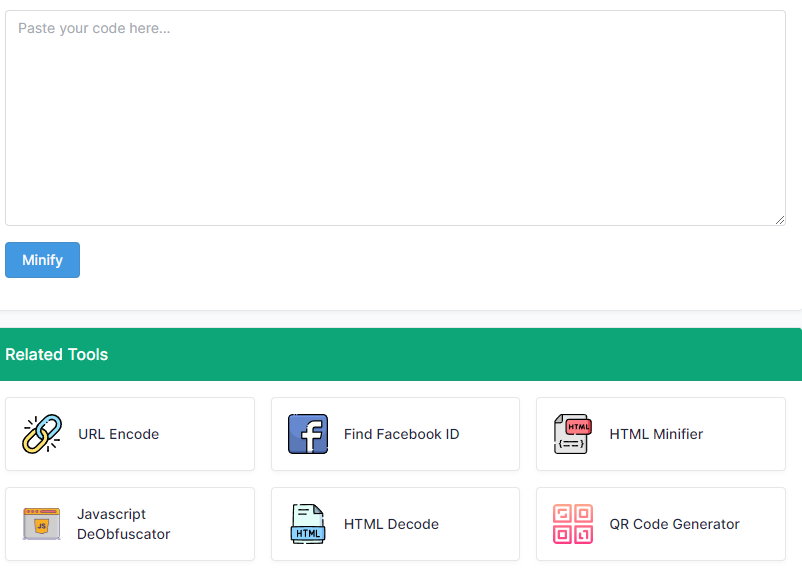 Paste your code here...
Minify
Related Tools
URL Encode
Find Facebook ID
HTML
{==}
HTML Minifier
JS
Javascript
DeObfuscator
HTML
HTML Decode
QR Code Generator